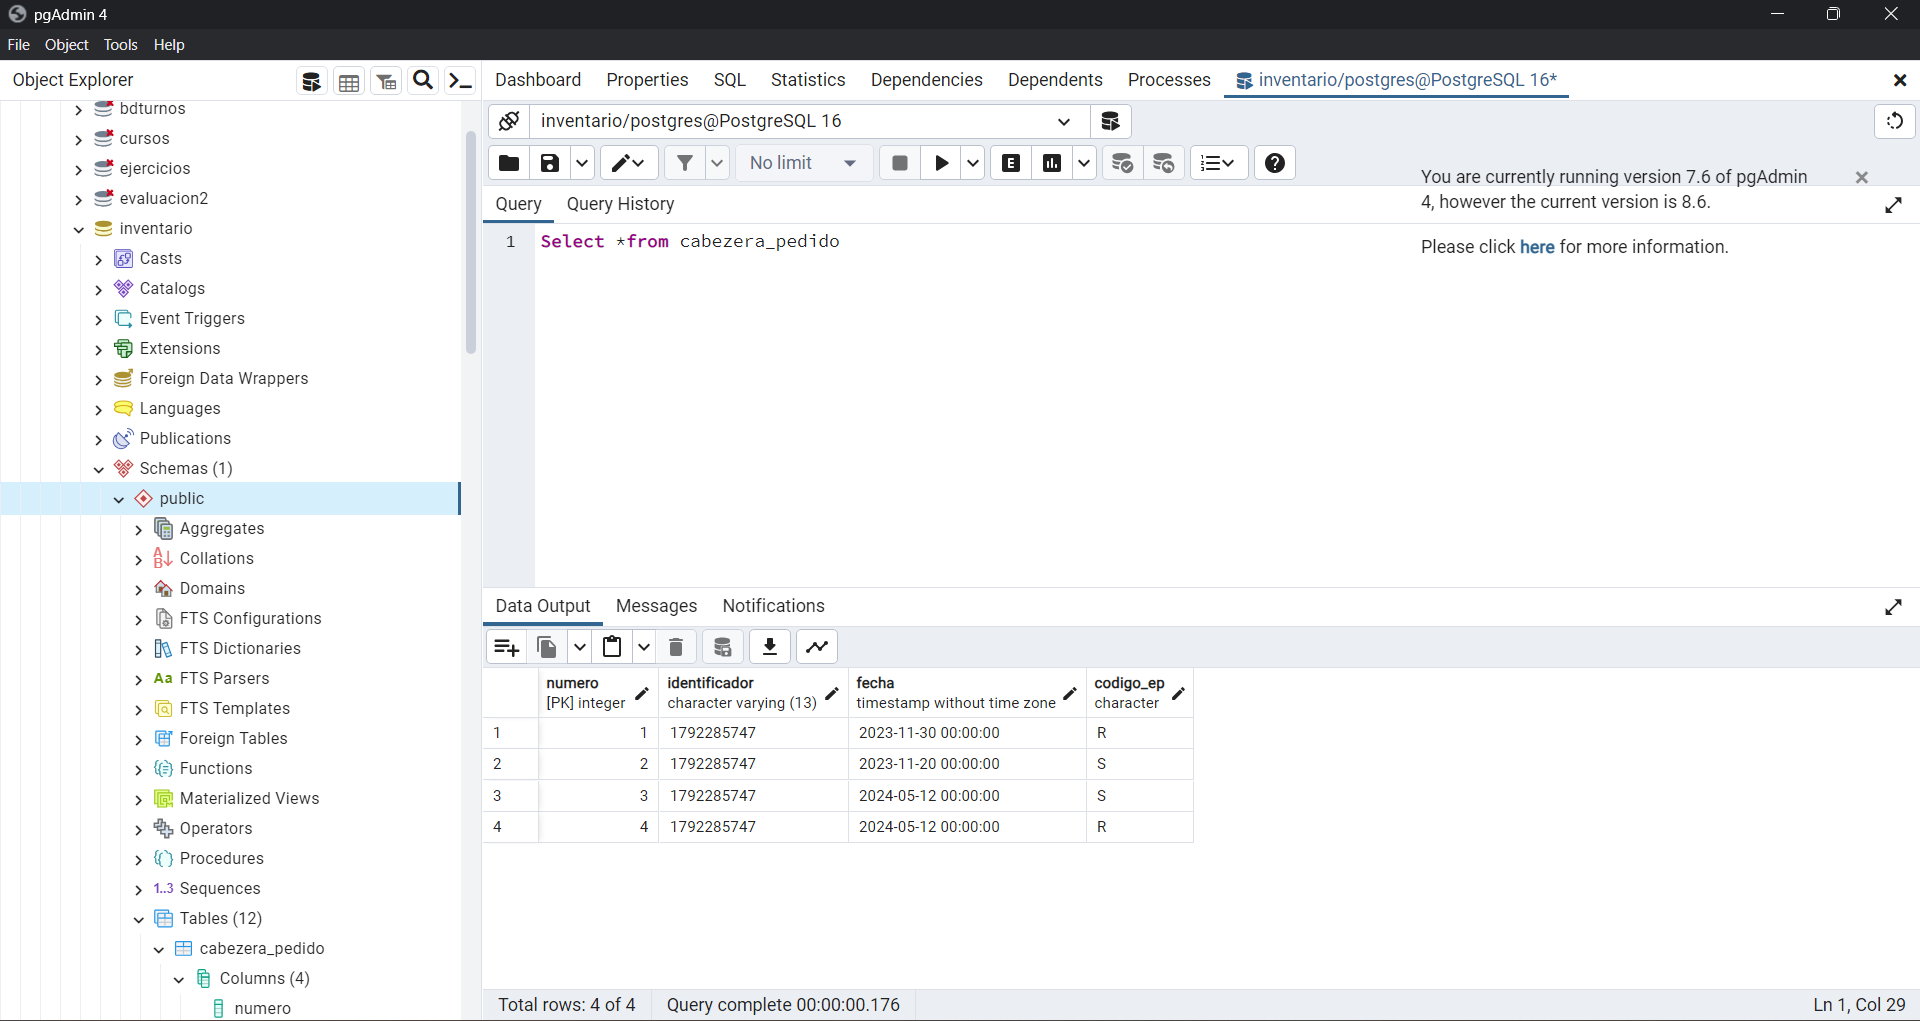 pgAdmin 4
File Object Tools Help
Object Explorer
Dashboard Properties SQL Statistics Dependencies Dependents Processes inventario/postgres@PostgreSQL 16*
bdturnos
cursos
ejercicios
evaluacion2
inventario
Casts
Catalogs
Event Triggers
Extensions
Foreign Data Wrappers
Languages
Publications
Schemas (1)
public
Aggregates
Collations
Domains
FTS Configurations
FTS Dictionaries
Aa FTS Parsers
FTS Templates
Foreign Tables
Functions
Materialized Views
Operators
Procedures
1..3 Sequences
Tables (12)
cabezera_pedido
Columns (4)
numero
inventario/postgres@PostgreSQL 16
No limit
E
You are currently running version 7.6 of pgAdmin
4, however the current version is 8.6.
Please click here for more information.
Query Query History
1 Select *from cabezera_pedido
Data Output Messages Notifications
numero identificador fecha codigo_ep
[PK] integer character varying (13) timestamp without time zone character
1 1 1792285747 2023-11-30 00:00:00 R
2 2 1792285747 2023-11-20 00:00:00 S
3 3 1792285747 2024-05-12 00:00:00 S
4 4 1792285747 2024-05-12 00:00:00 R
Total rows: 4 of 4 Query complete 00:00:00.176 Ln 1, Col 29